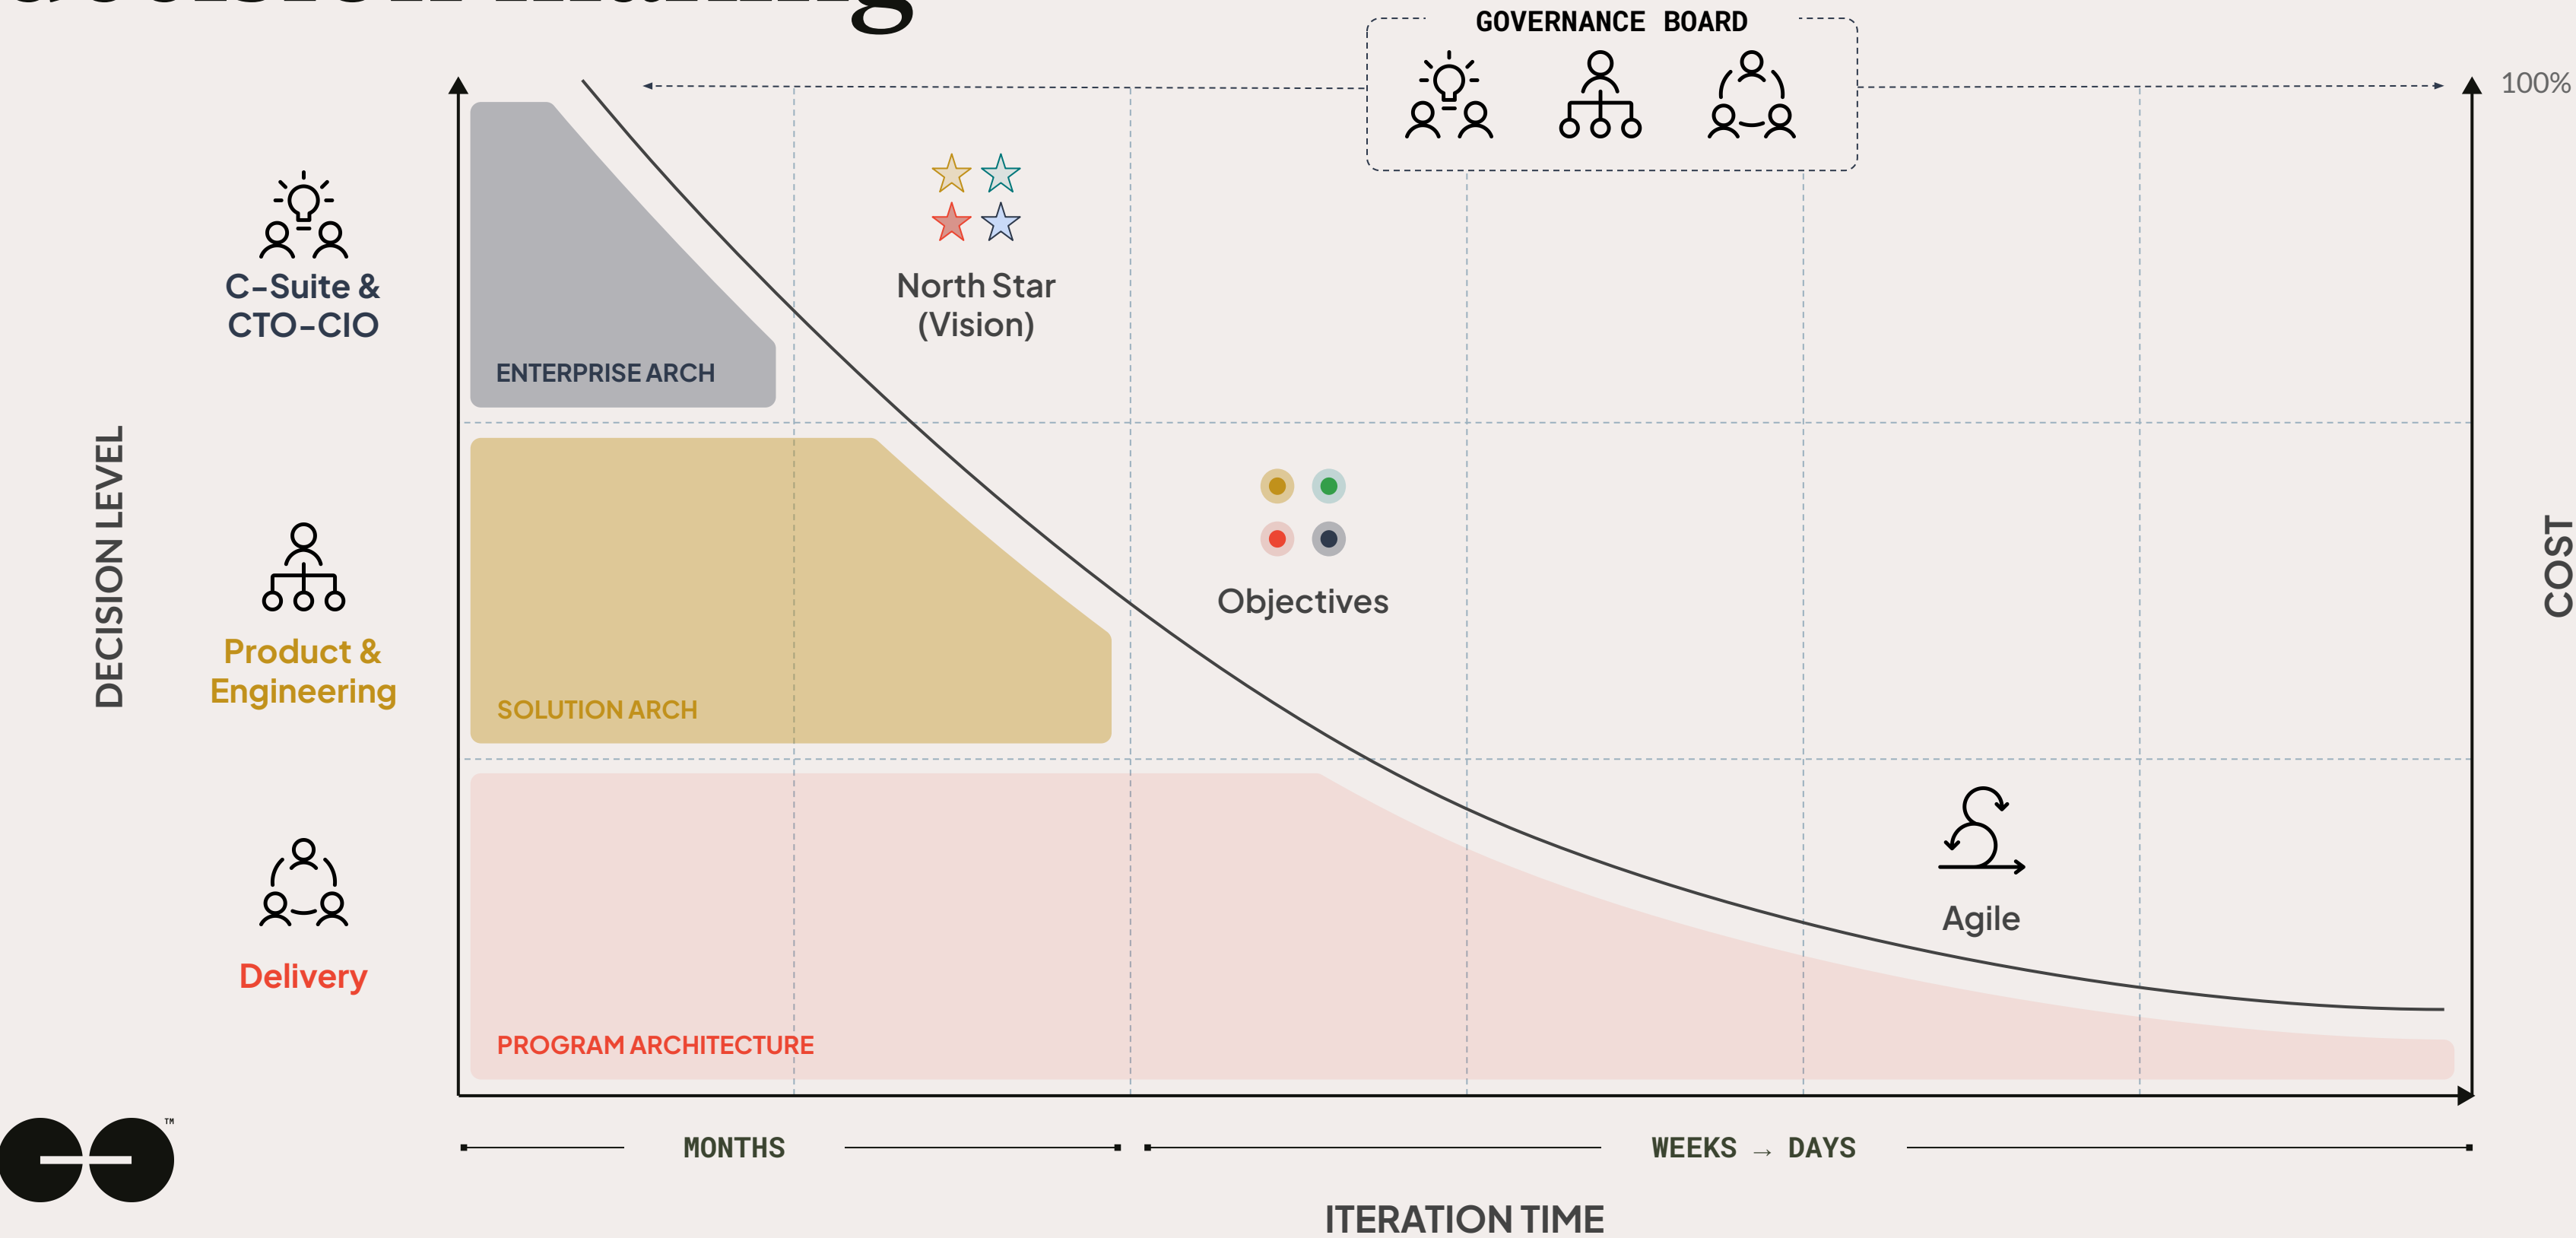 GOVERNANCE BOARD
100%
C-Suite &
CTO-CIO
North Star
(Vision)
ENTERPRISE ARCH
DECISION LEVEL
COST
Objectives
Product &
Engineering
SOLUTION ARCH
Agile
Delivery
PROGRAM ARCHITECTURE
TM
MONTHS
WEEKS → DAYS
ITERATION TIME